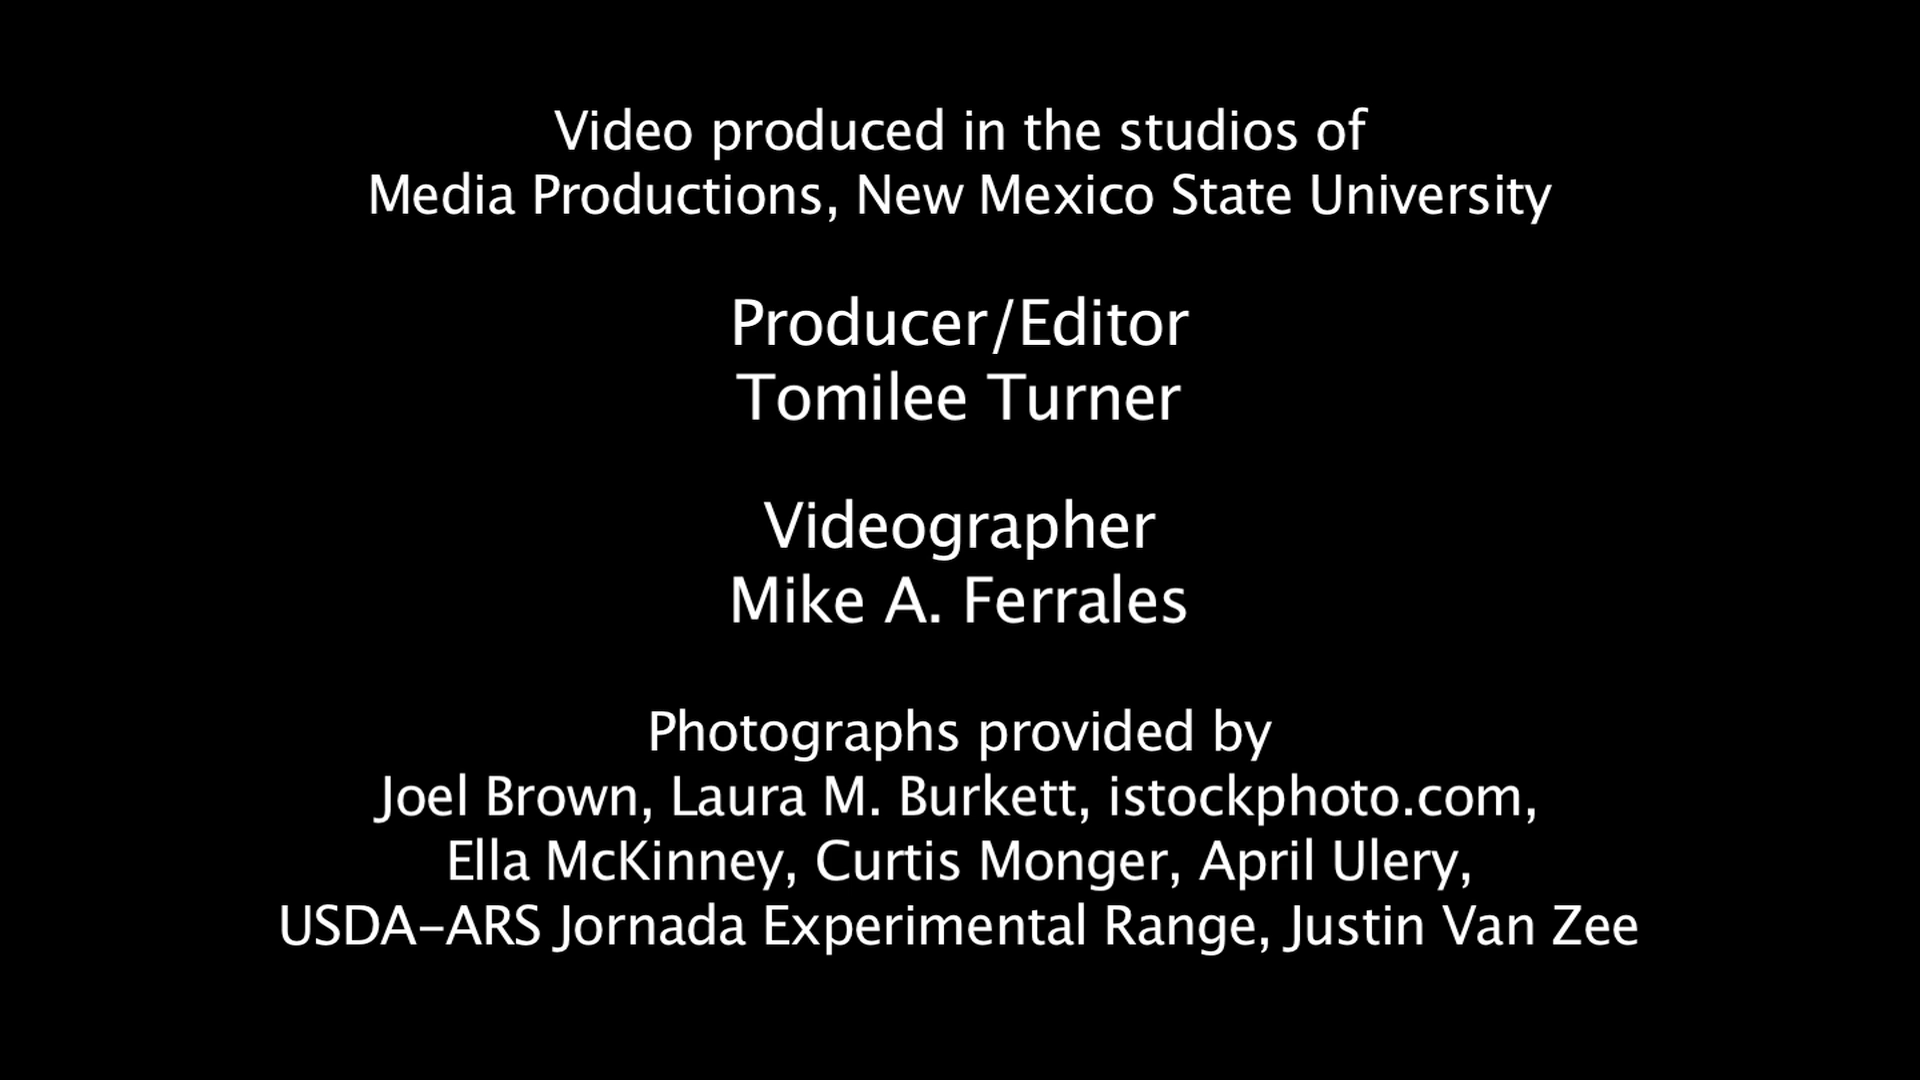 Video produced in the studios of
Media Productions, New Mexico State University
Producer/Editor
Tomilee Turner
Videographer
Mike A. Ferrales
Photographs provided by
Joel Brown, Laura M. Burkett, istockphoto.com,
Ella McKinney, Curtis Monger, April Ulery,
USDA-ARS Jornada Experimental Range, Justin Van Zee